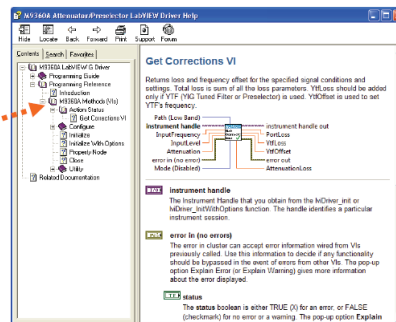 M9360A Attenuator/Preselector LabVIEW Driver Help
Hide Locate Back Forward Print Support Forum
Contents Search Favorites
M9360A LabVIEW G Driver
Programming Guide
Programming Reference
Introduction
M9360A Methods (VIs)
Action Status
Get Corrections VI
Configure
Initialize
Initialize With Options
Property Node
Close
Utility
Related Documentation
Get Corrections VI
Returns loss and frequency offset for the specified signal conditions and
settings. Total loss is sum of all the loss parameters. YtfLoss should be added
only if YTF (YIG Tuned Filter or Preselector) is used. YtfOffset is used to set
YTF's frequency.
Path (Low Band)
instrument handle instrument handle out
InputFrequency PortLoss
InputLevel YtfLoss
Attenuation YtfOffset
error in (no error) error out
Mode (Disabled) AttenuationLoss
instrument handle
The Instrument Handle that you obtain from the IviDriver_init or
IviDriver_InitWithOptions function. The handle identifies a particular
instrument session.
error in (no errors)
The error in cluster can accept error information wired from VIs
previously called. Use this information to decide if any functionality
should be bypassed in the event of errors from other VIs. The pop-up
option Explain Error (or Explain Warning) gives more information
about the error displayed.
status
The status boolean is either TRUE (X) for an error, or FALSE
(checkmark) for no error or a warning. The pop-up option Explain